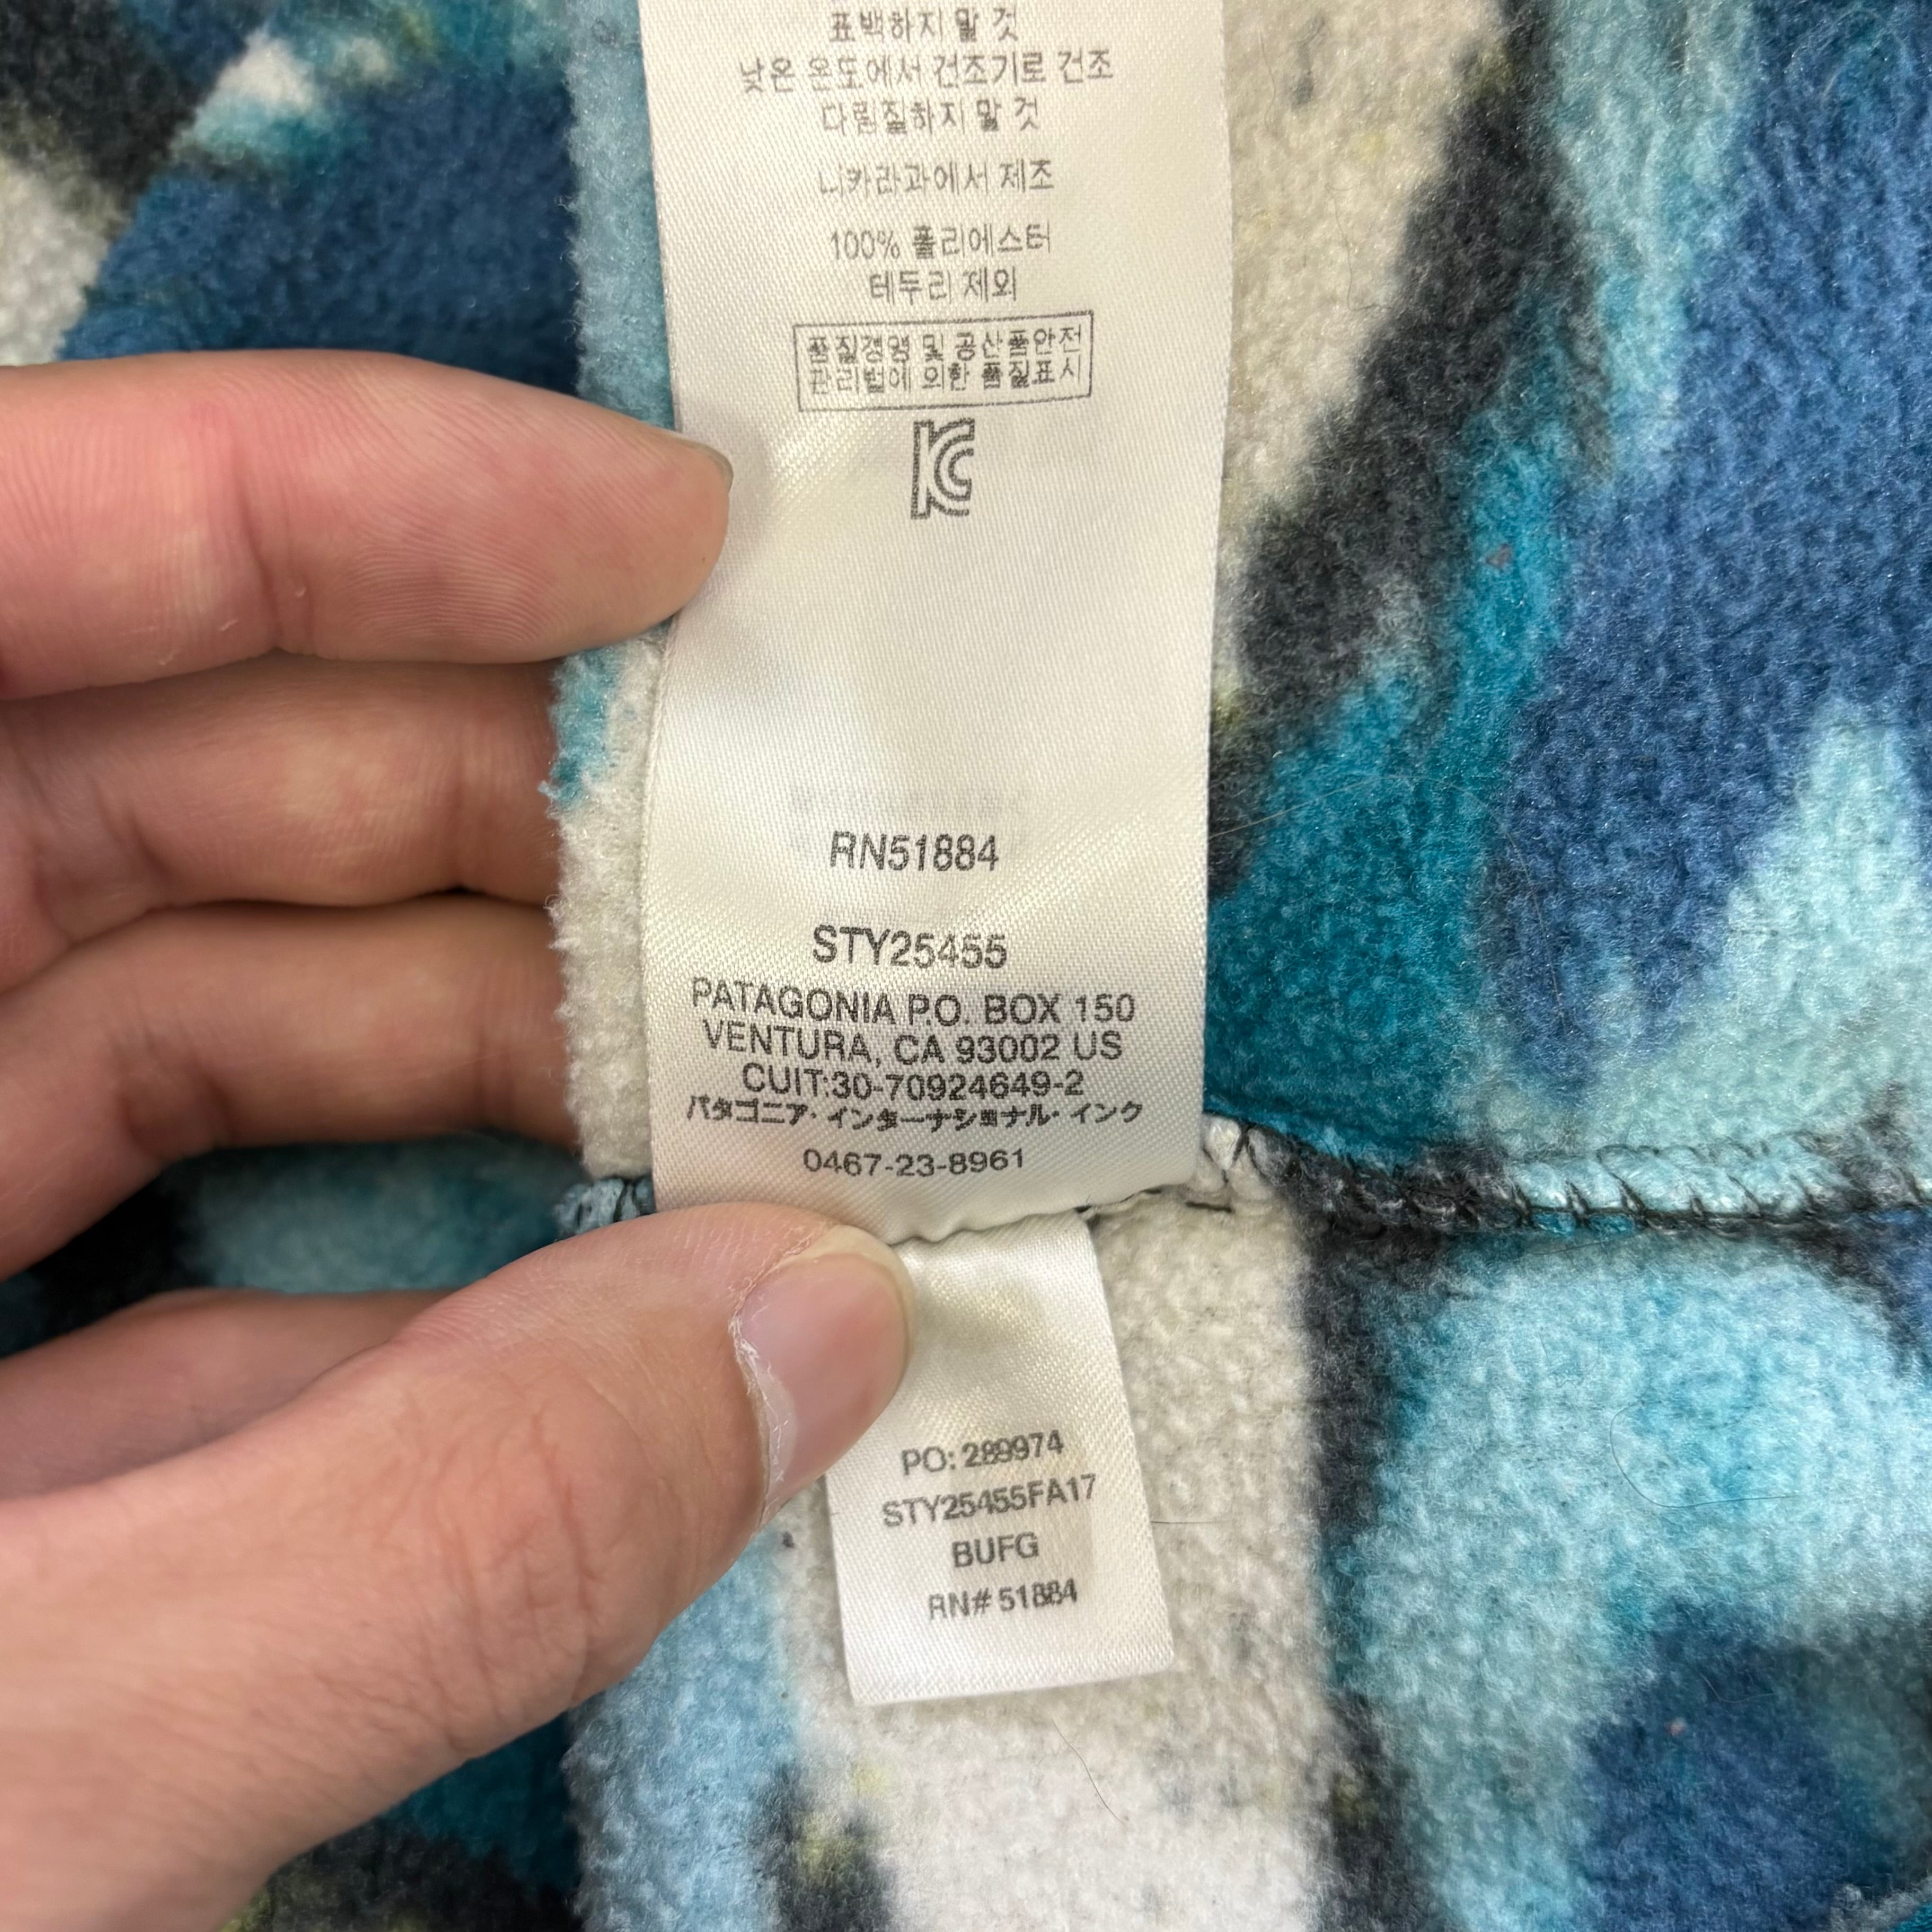 표백하지 말 것
낮은 온도에서 건조기로 건조
다림질하지 말 것
니카라과에서 제조
100% 폴리에스터
테두리 제외
품질경영 및 공산품안전
관리법에 의한 품질표시
KC
RN51884
STY25455
PATAGONIA P.O. BOX 150
VENTURA, CA 93002 US
CUIT:30-70924649-2
パタゴニア・インターナショナル・インク
0467-23-8961
PO: 289974
STY25455FA17
BUFG
RN# 51884